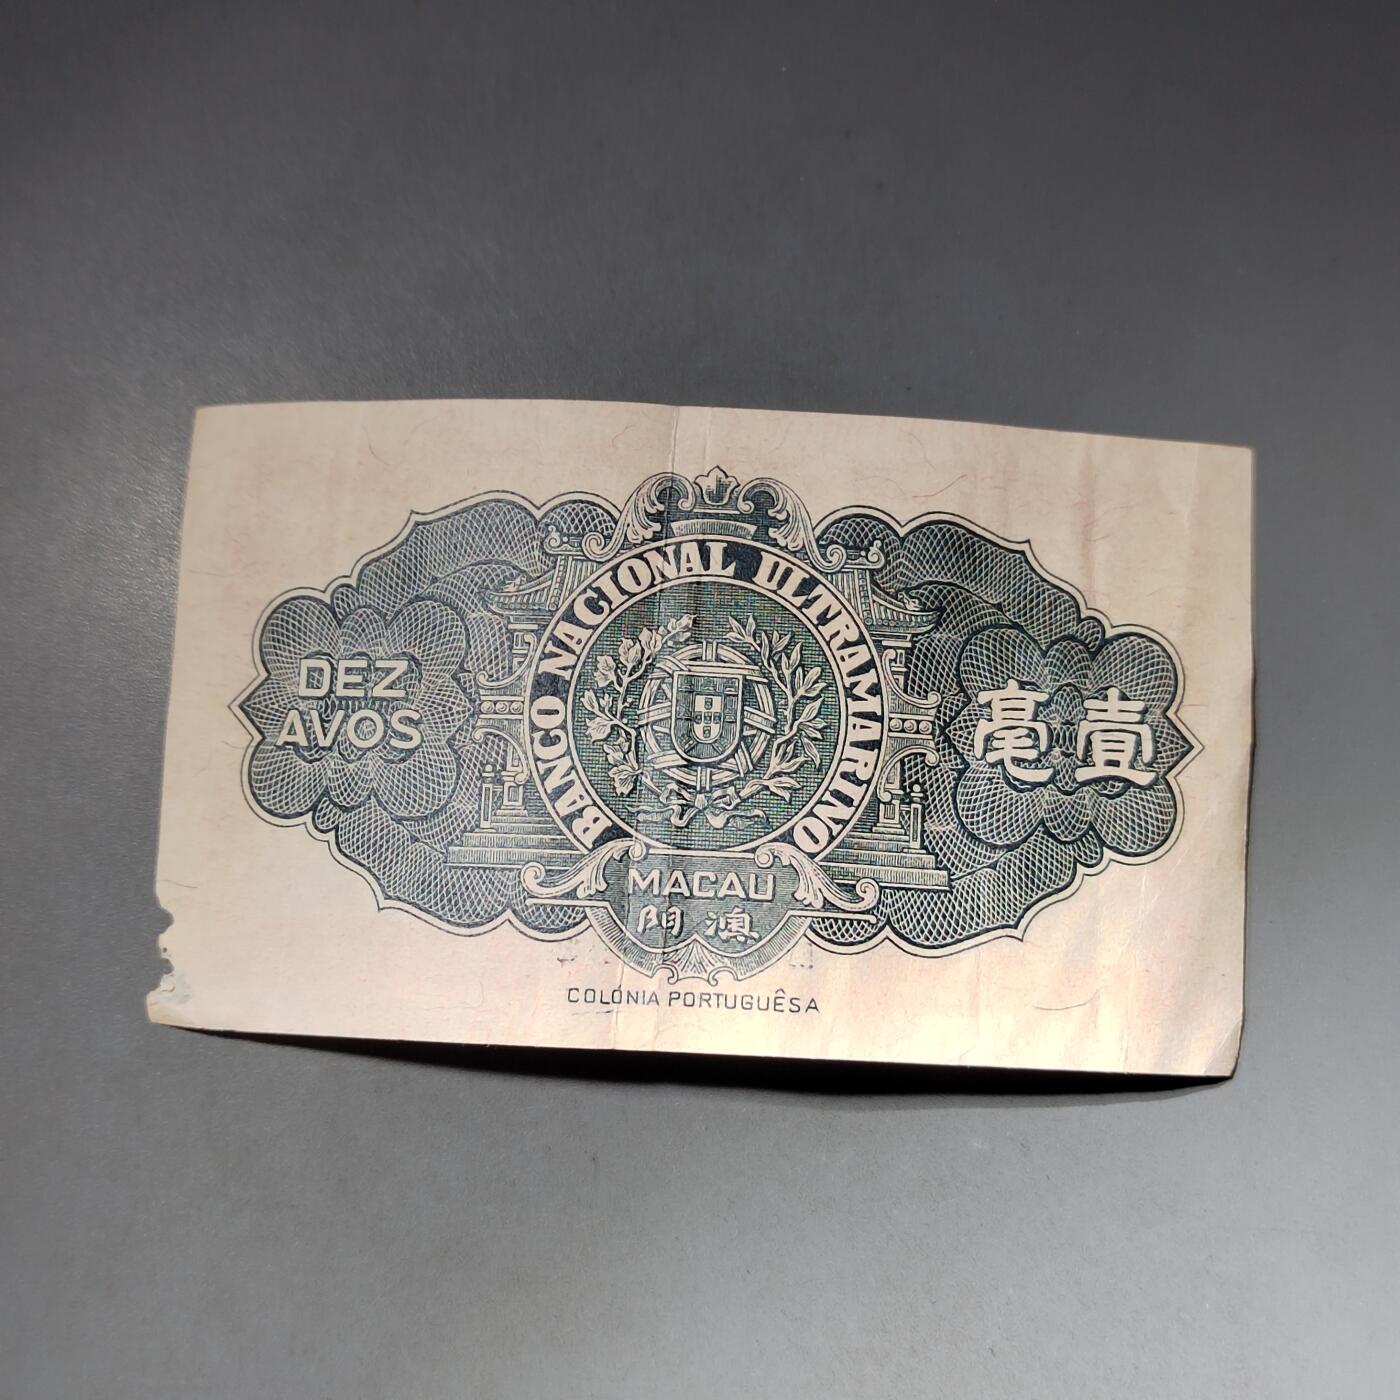 BANCO NACIONAL ULTRAMARINO
DEZ
AVOS
毫壹
MACAU
門澳
COLÓNIA PORTUGUÊSA